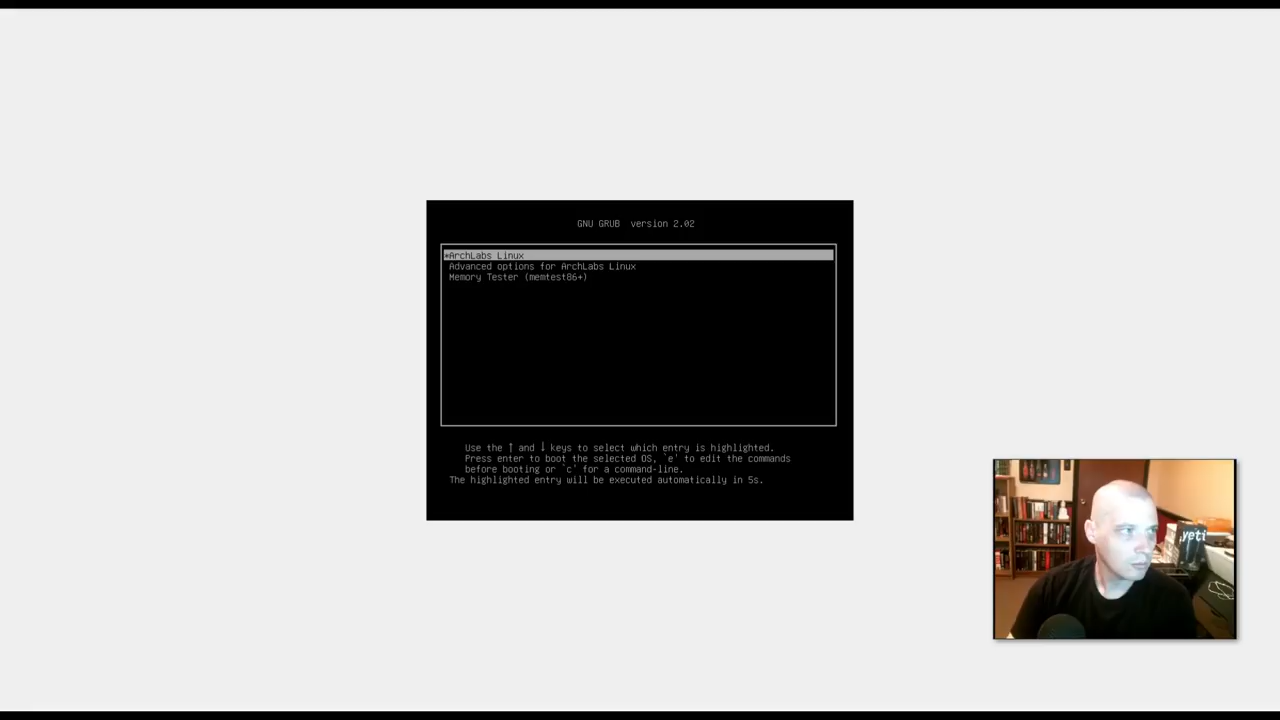 GNU GRUB  version 2.02
*ArchLabs Linux
Advanced options for ArchLabs Linux
Memory Tester (memtest86+)
Use the ↑ and ↓ keys to select which entry is highlighted.
Press enter to boot the selected OS, `e' to edit the commands
before booting or `c' for a command-line.
The highlighted entry will be executed automatically in 5s.
yeti